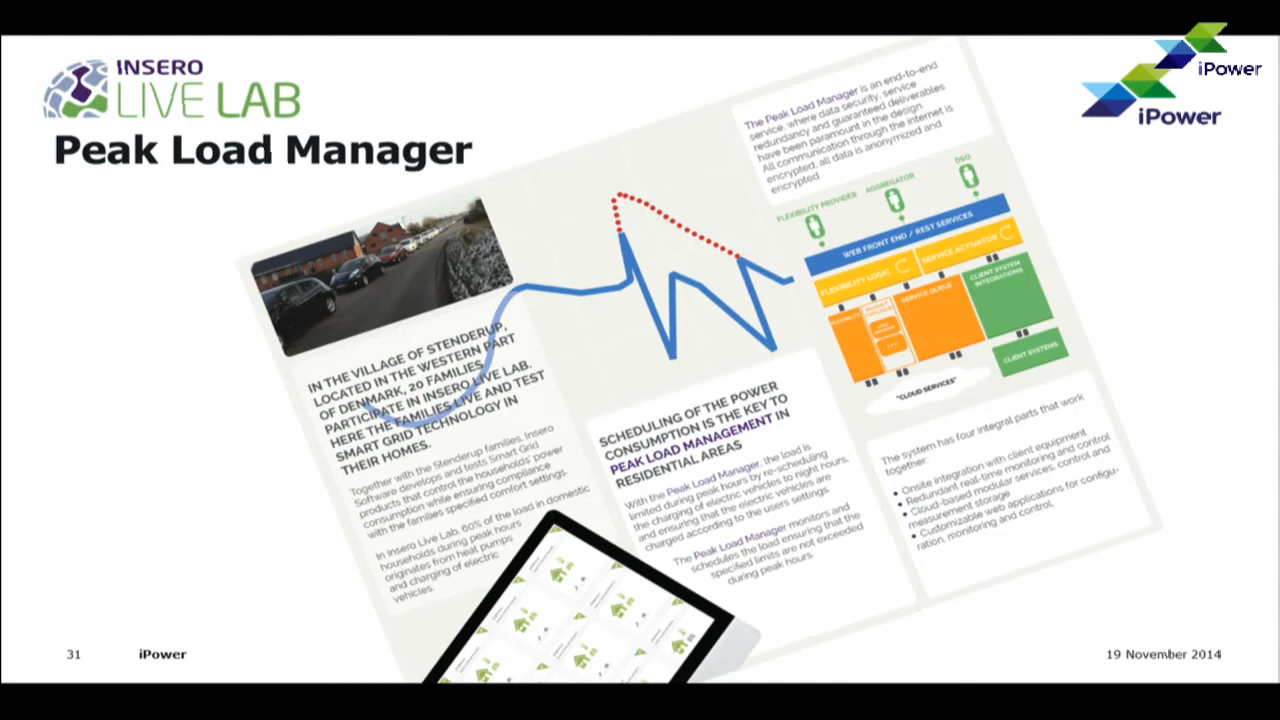 INSERO
LIVE LAB
iPower
iPower
Peak Load Manager
IN THE VILLAGE OF STENDERUP,
LOCATED IN THE WESTERN PART
OF DENMARK, 20 FAMILIES
PARTICIPATE IN INSERO LIVE LAB.
HERE THE FAMILIES LIVE AND TEST
SMART GRID TECHNOLOGY IN
THEIR HOMES.
Together with the Stenderup families, Insero
Software develops and tests Smart Grid
products that control the households' power
consumption while ensuring compliance
with the families specified comfort settings.
In Insero Live Lab, 60% of the load in domestic
households during peak hours
originates from heat pumps
and charging of electric
vehicles.
SCHEDULING OF THE POWER
CONSUMPTION IS THE KEY TO
PEAK LOAD MANAGEMENT IN
RESIDENTIAL AREAS
With the Peak Load Manager, the load is
limited during peak hours by re-scheduling
the charging of electric vehicles to night hours,
and ensuring that the electric vehicles are
charged according to the users settings.
The Peak Load Manager monitors and
schedules the load ensuring that the
specified limits are not exceeded
during peak hours
The Peak Load Manager is an end-to-end
service, where data security, service
redundancy and guaranteed deliverables
have been paramount in the design.
All communication through the internet is
encrypted; all data is anonymized and
encrypted.
FLEXIBILITY PROVIDER
AGGREGATOR
DSO
WEB FRONT END / REST SERVICES
FLEXIBILITY LOGIC
SERVICE ACTIVATOR
FLEXIBILITY
SERVICE QUEUE
CLIENT SYSTEM
INTEGRATIONS
CLIENT SYSTEMS
"CLOUD SERVICES"
The system has four integral parts that work
together:
• Onsite integration with client equipment
• Redundant real-time monitoring and control
• Cloud-based modular services, control and
measurement storage
• Customizable web applications for configu-
ration, monitoring and control.
31
iPower
19 November 2014